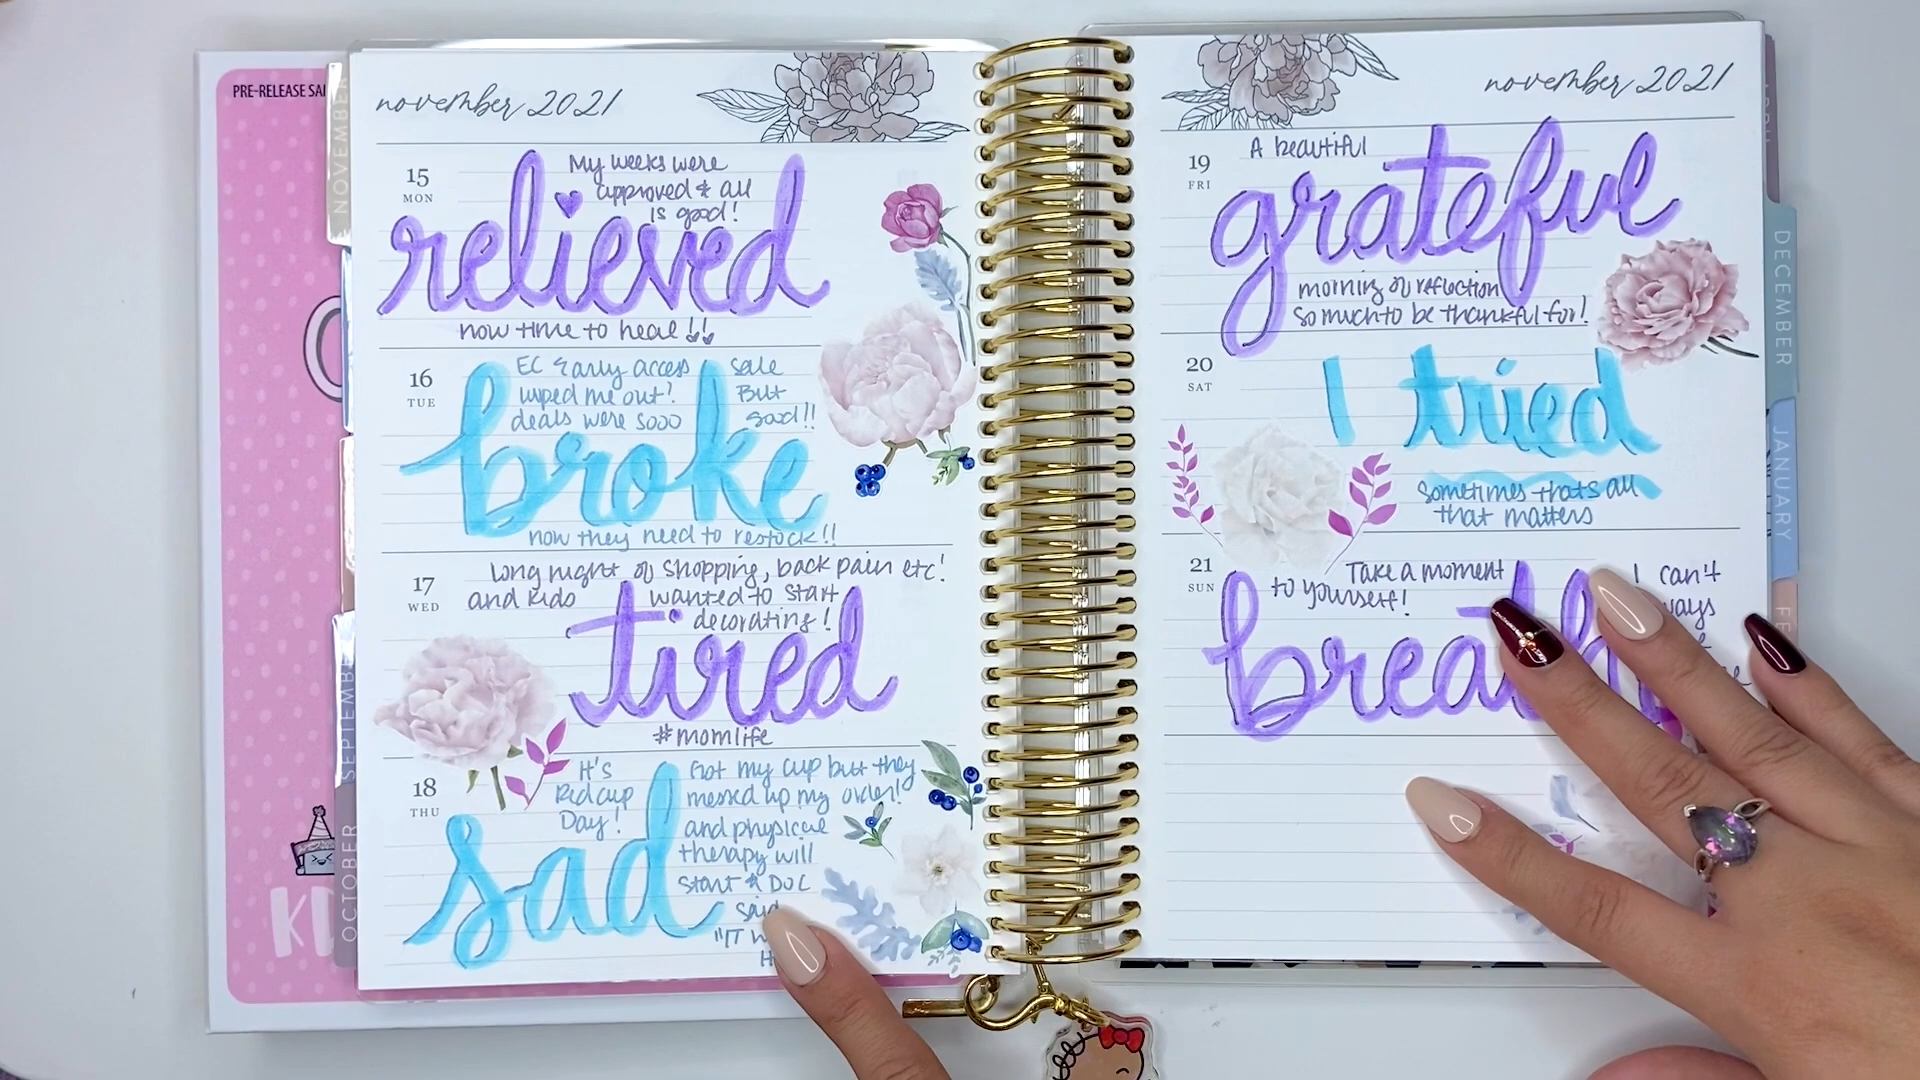 PRE-RELEASE
NOVEMBER
SEPTEMBER
OCTOBER
november 2021
15
MON
My weeks were
approved & all
is good!
relieved
now time to heal!!
16
TUE
EC Early access sale
wiped me out! But
deals were sooo good!!
broke
now they need to restock!!
17
WED
Long night of shopping, back pain etc!
and kids wanted to start
decorating!
tired
#momlife
18
THU
It's
Red cup
Day!
sad
Got my cup but they
messed up my order!
and physical
therapy will
start & Doc
said
"IT
november 2021
19
FRI
A beautiful
grateful
morning of reflection
so much to be thankful for!
20
SAT
I tried
sometimes thats all
that matters
21
SUN
Take a moment
to yourself!
I can't
DECEMBER
JANUARY